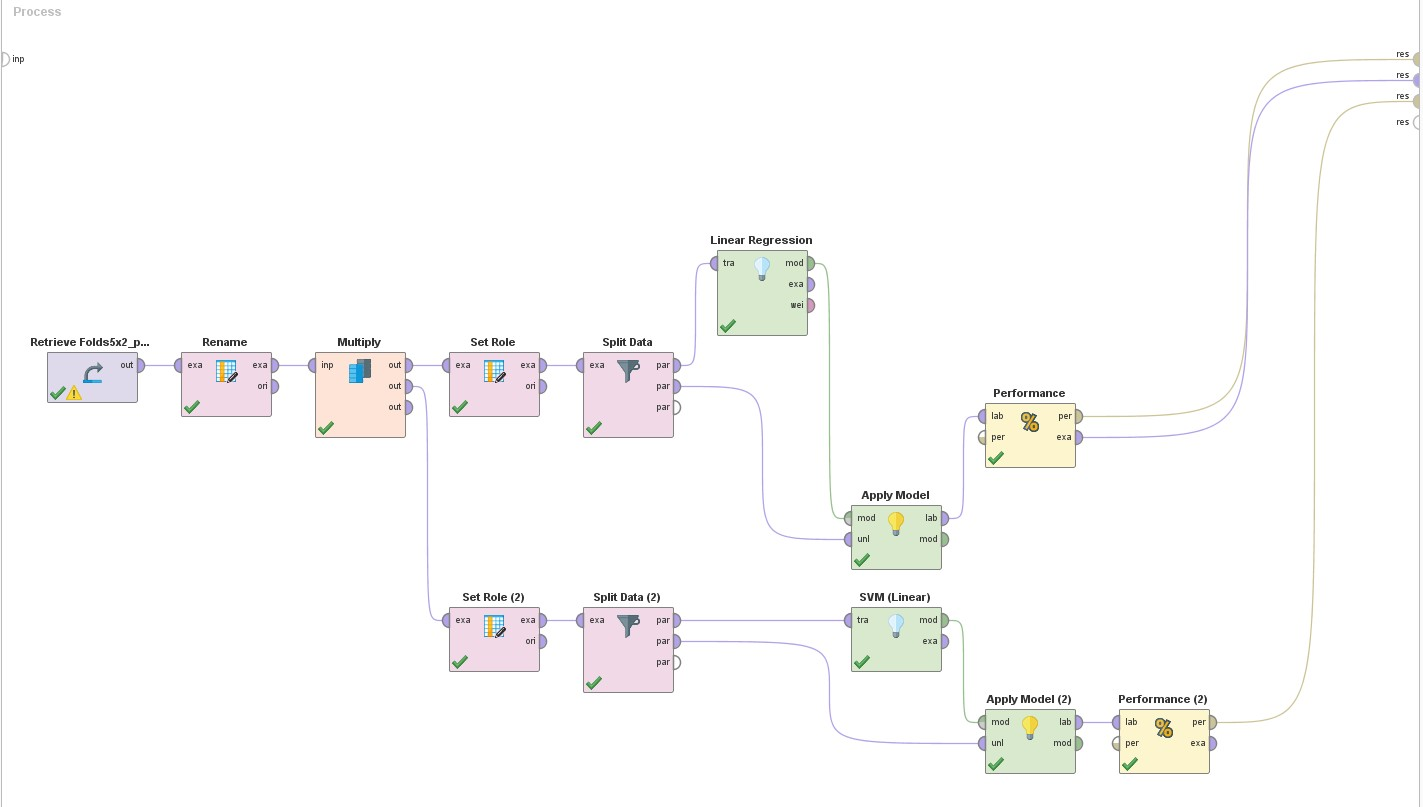 Process
inp
res
res
res
res
Linear Regression
tra mod
exa
wei
Retrieve Folds5x2_p...
out
Rename
exa exa
ori
Multiply
inp out
out
out
Set Role
exa exa
ori
Split Data
exa par
par
par
Performance
lab per
per exa
Apply Model
mod lab
unl mod
Set Role (2)
exa exa
ori
Split Data (2)
exa par
par
par
SVM (Linear)
tra mod
exa
Apply Model (2)
mod lab
unl mod
Performance (2)
lab per
per exa